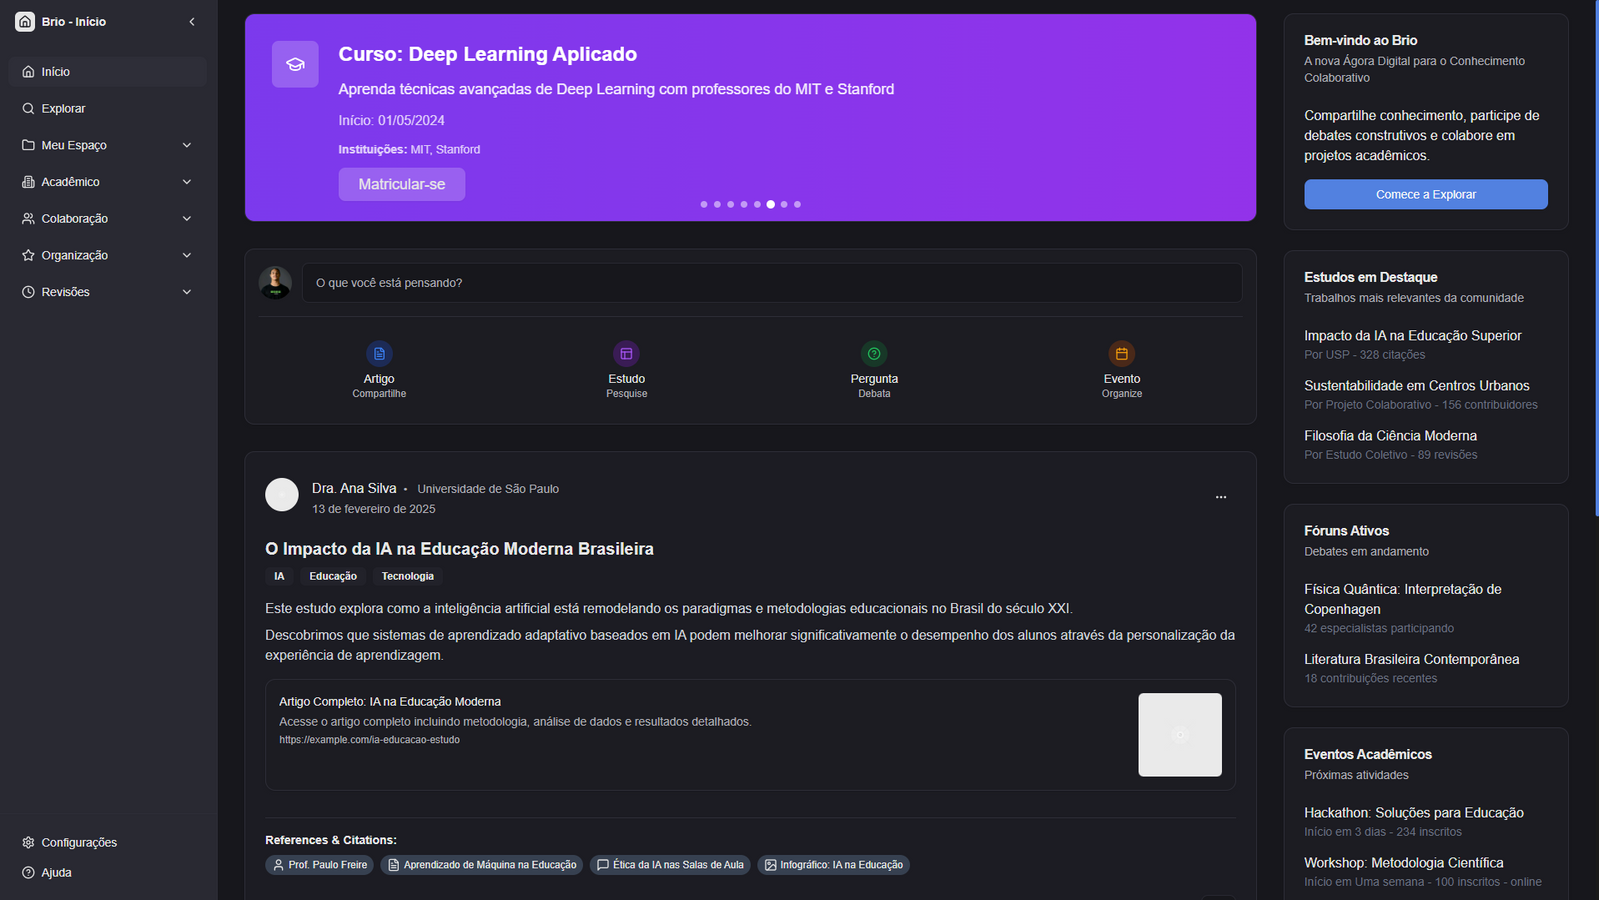 Brio - Início
Início
Explorar
Meu Espaço
Acadêmico
Colaboração
Organização
Revisões
Configurações
Ajuda
Curso: Deep Learning Aplicado
Aprenda técnicas avançadas de Deep Learning com professores do MIT e Stanford
Início: 01/05/2024
Instituições: MIT, Stanford
Matricular-se
O que você está pensando?
Artigo
Compartilhe
Estudo
Pesquise
Pergunta
Debata
Evento
Organize
Dra. Ana Silva • Universidade de São Paulo
13 de fevereiro de 2025
O Impacto da IA na Educação Moderna Brasileira
IA Educação Tecnologia
Este estudo explora como a inteligência artificial está remodelando os paradigmas e metodologias educacionais no Brasil do século XXI.
Descobrimos que sistemas de aprendizado adaptativo baseados em IA podem melhorar significativamente o desempenho dos alunos através da personalização da
experiência de aprendizagem.
Artigo Completo: IA na Educação Moderna
Acesse o artigo completo incluindo metodologia, análise de dados e resultados detalhados.
https://example.com/ia-educacao-estudo
References & Citations:
Prof. Paulo Freire Aprendizado de Máquina na Educação Ética da IA nas Salas de Aula Infográfico: IA na Educação
Bem-vindo ao Brio
A nova Ágora Digital para o Conhecimento
Colaborativo
Compartilhe conhecimento, participe de
debates construtivos e colabore em
projetos acadêmicos.
Comece a Explorar
Estudos em Destaque
Trabalhos mais relevantes da comunidade
Impacto da IA na Educação Superior
Por USP - 328 citações
Sustentabilidade em Centros Urbanos
Por Projeto Colaborativo - 156 contribuidores
Filosofia da Ciência Moderna
Por Estudo Coletivo - 89 revisões
Fóruns Ativos
Debates em andamento
Física Quântica: Interpretação de
Copenhagen
42 especialistas participando
Literatura Brasileira Contemporânea
18 contribuições recentes
Eventos Acadêmicos
Próximas atividades
Hackathon: Soluções para Educação
Início em 3 dias - 234 inscritos
Workshop: Metodologia Científica
Início em Uma semana - 100 inscritos - online